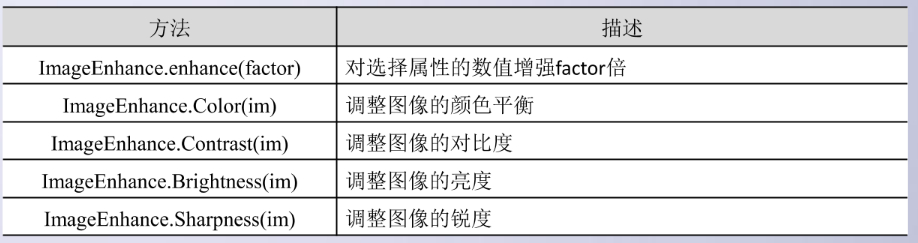 方法 描述
ImageEnhance.enhance(factor) 对选择属性的数值增强factor倍
ImageEnhance.Color(im) 调整图像的颜色平衡
ImageEnhance.Contrast(im) 调整图像的对比度
ImageEnhance.Brightness(im) 调整图像的亮度
ImageEnhance.Sharpness(im) 调整图像的锐度